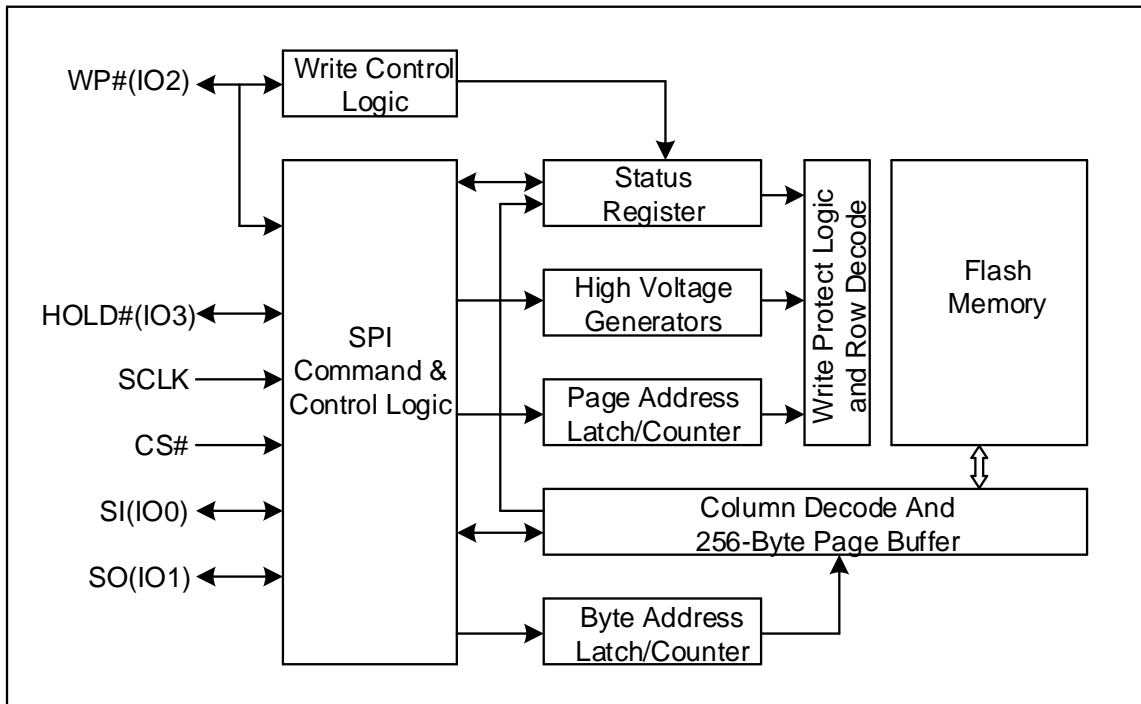 WP#(IO2)
Write Control
Logic
Status
Register
Write Protect Logic
and Row Decode
Flash
Memory
HOLD#(IO3)
High Voltage
Generators
SPI
Command &
Control Logic
SCLK
Page Address
Latch/Counter
CS#
SI(IO0)
Column Decode And
256-Byte Page Buffer
SO(IO1)
Byte Address
Latch/Counter